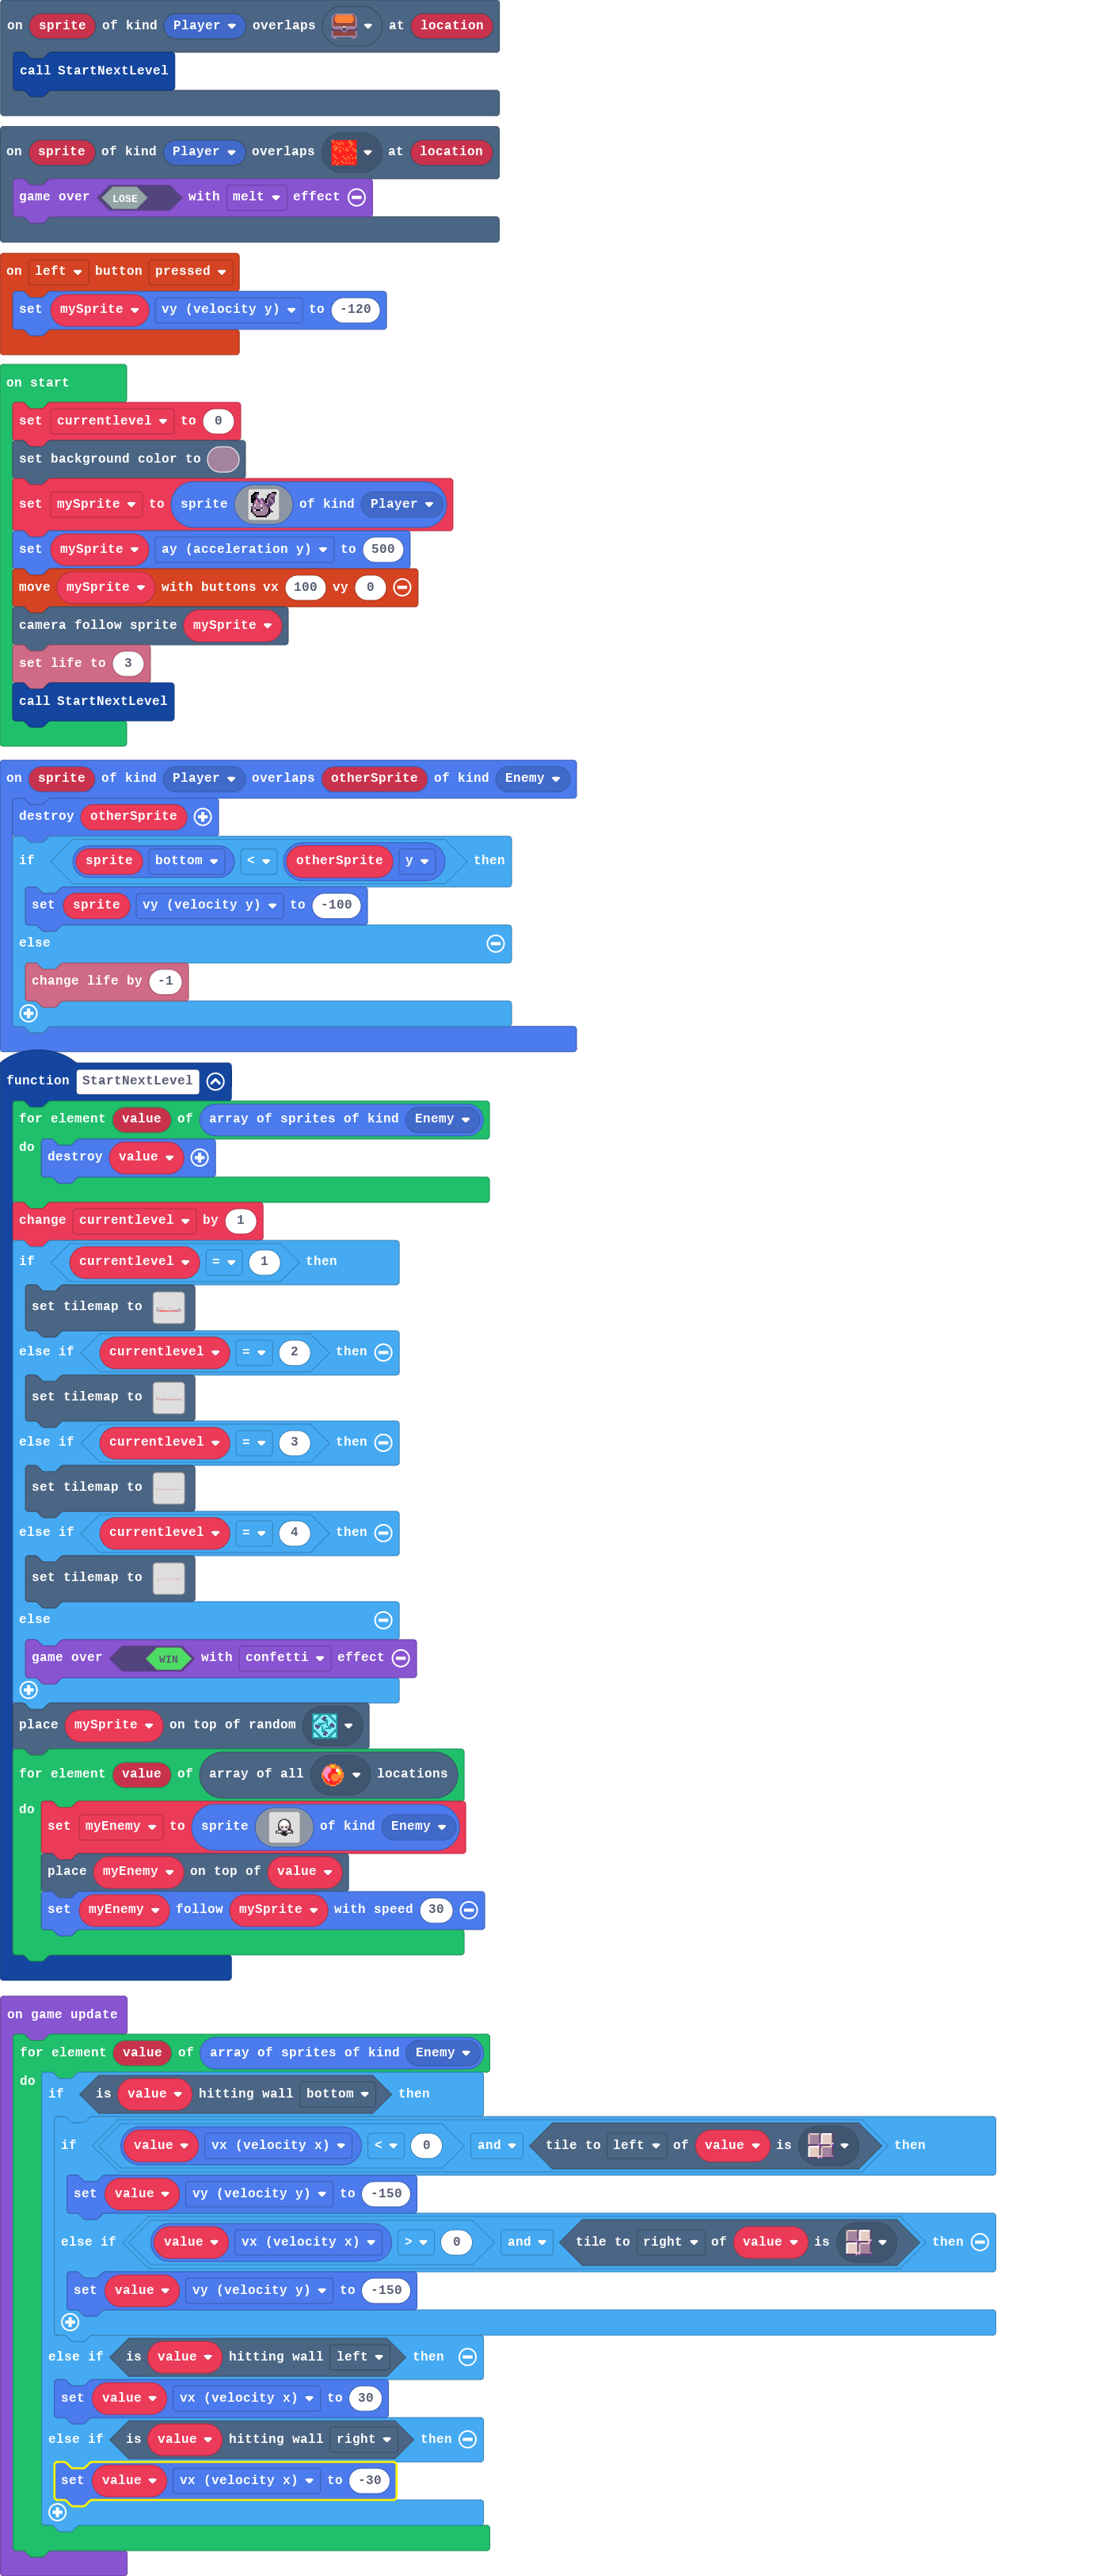 on sprite of kind Player overlaps at location
call StartNextLevel
on sprite of kind Player overlaps at location
game over LOSE with melt effect
on left button pressed
set mySprite vy (velocity y) to -120
on start
set currentlevel to 0
set background color to
set mySprite to sprite of kind Player
set mySprite ay (acceleration y) to 500
move mySprite with buttons vx 100 vy 0
camera follow sprite mySprite
set life to 3
call StartNextLevel
on sprite of kind Player overlaps otherSprite of kind Enemy
destroy otherSprite
if sprite bottom < otherSprite y then
set sprite vy (velocity y) to -100
else
change life by -1
function StartNextLevel
for element value of array of sprites of kind Enemy
do destroy value
change currentlevel by 1
if currentlevel = 1 then
set tilemap to
else if currentlevel = 2 then
set tilemap to
else if currentlevel = 3 then
set tilemap to
else if currentlevel = 4 then
set tilemap to
else
game over WIN with confetti effect
place mySprite on top of random
for element value of array of all locations
do set myEnemy to sprite of kind Enemy
place myEnemy on top of value
set myEnemy follow mySprite with speed 30
on game update
for element value of array of sprites of kind Enemy
do if is value hitting wall bottom then
if value vx (velocity x) < 0 and tile to left of value is then
set value vy (velocity y) to -150
else if value vx (velocity x) > 0 and tile to right of value is then
set value vy (velocity y) to -150
else if is value hitting wall left then
set value vx (velocity x) to 30
else if is value hitting wall right then
set value vx (velocity x) to -30